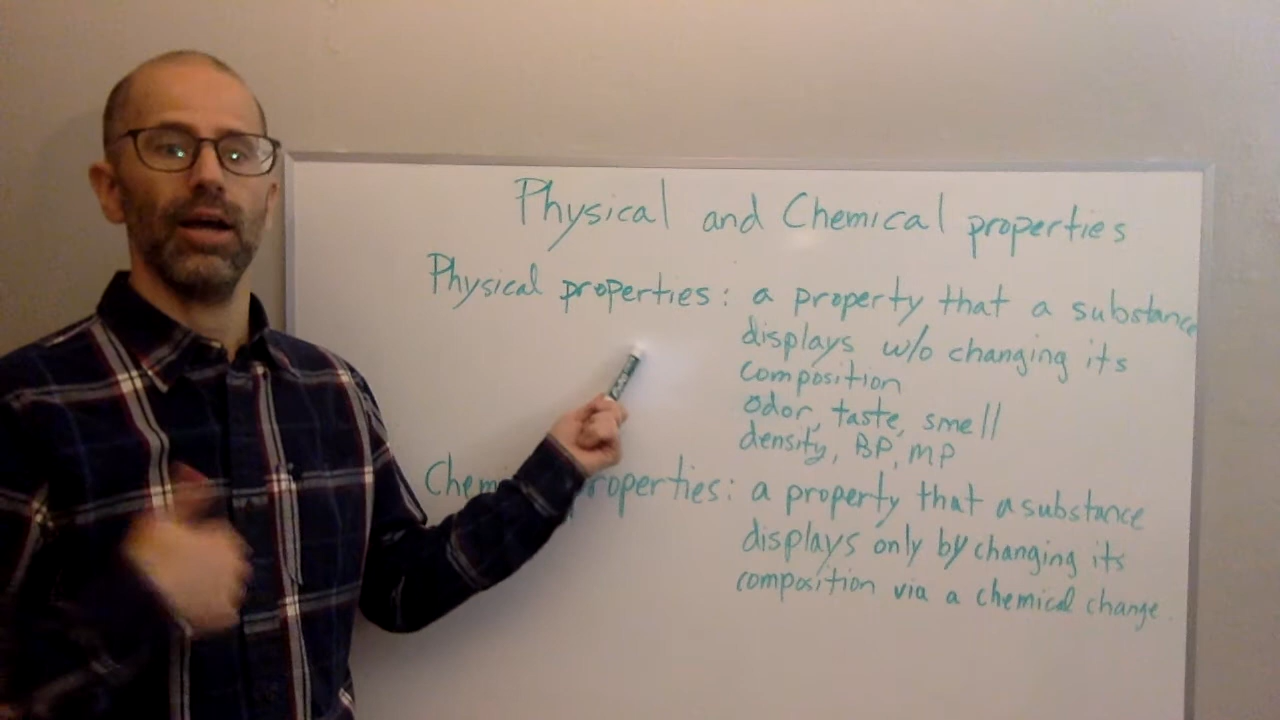 Physical and Chemical properties
Physical properties: a property that a substance
displays w/o changing its
composition
odor, taste, smell
density, BP, MP
Chem properties: a property that a substance
displays only by changing its
composition via a chemical change.